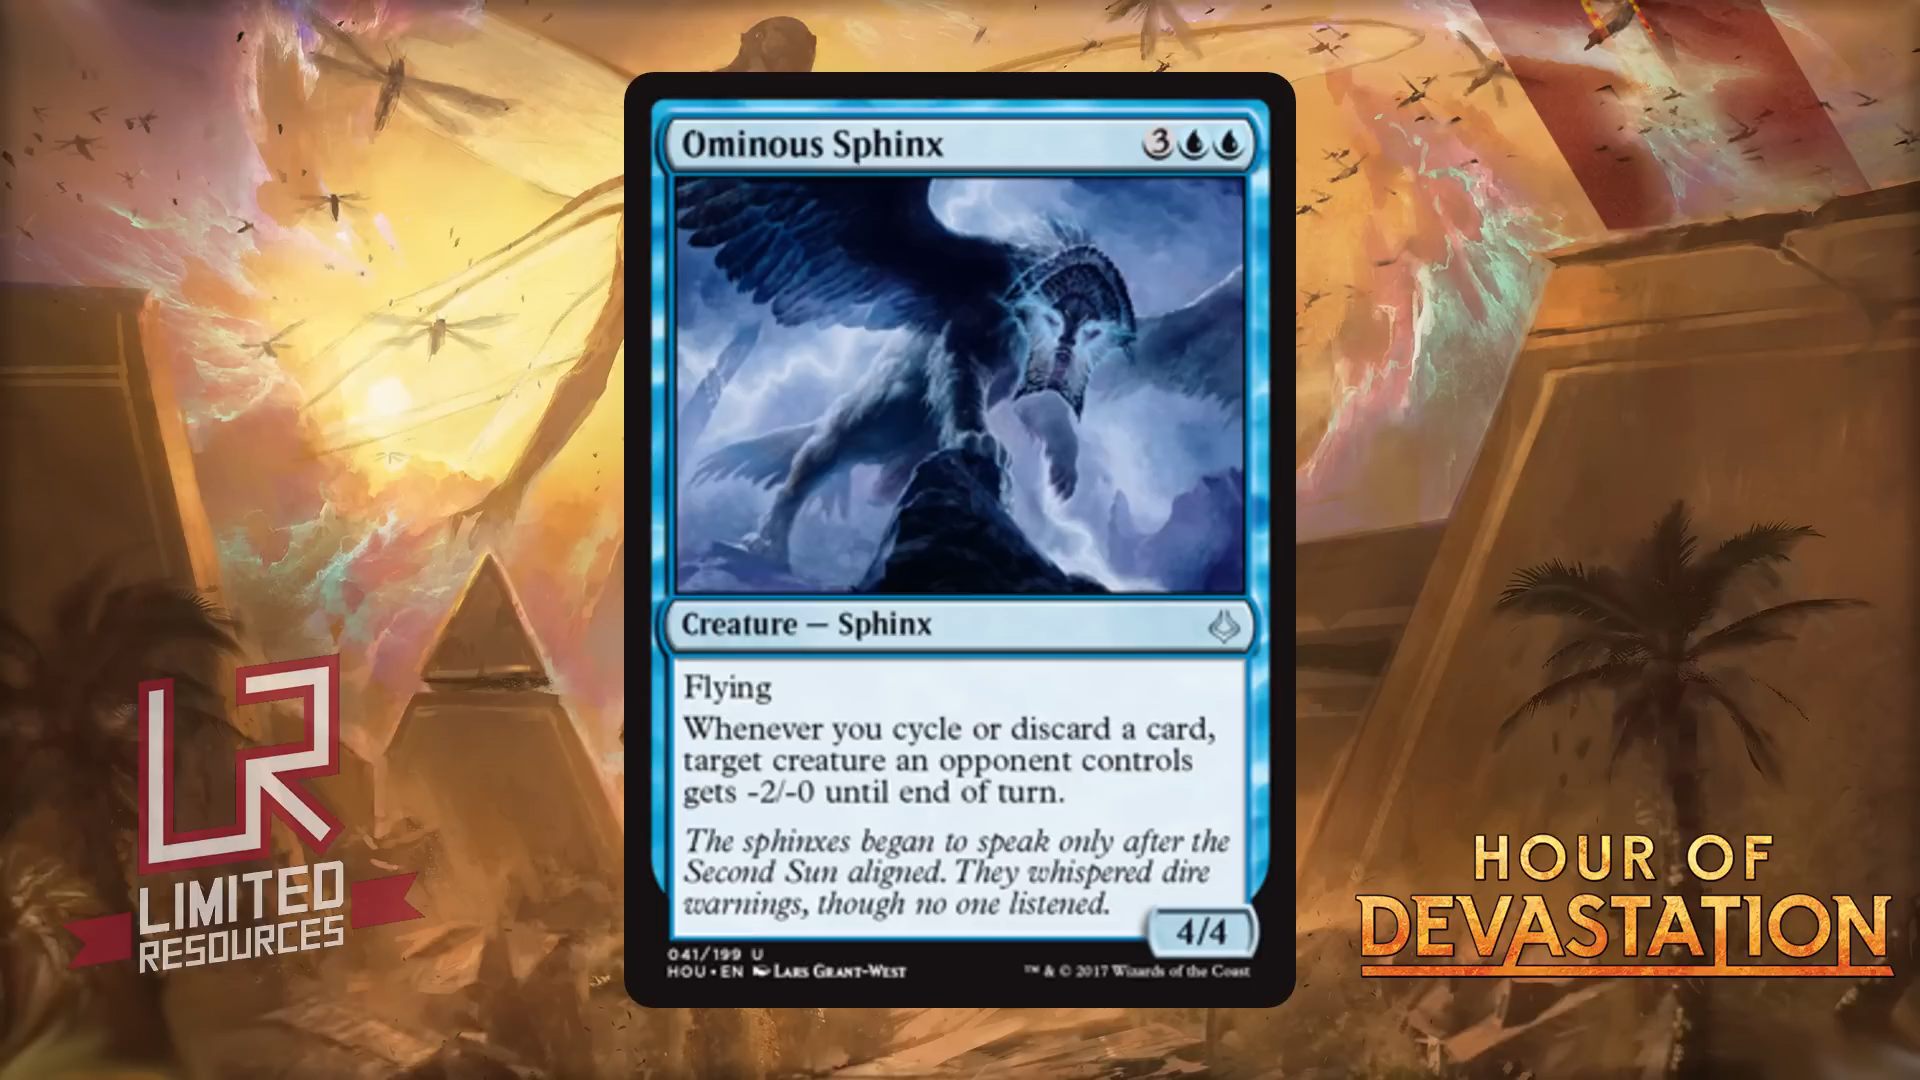 Ominous Sphinx 3
Creature — Sphinx
Flying
Whenever you cycle or discard a card,
target creature an opponent controls
gets -2/-0 until end of turn.
The sphinxes began to speak only after the
Second Sun aligned. They whispered dire
warnings, though no one listened.
4/4
041/199 U
HOU • EN Lars Grant-West
™ & © 2017 Wizards of the Coast
LR
LIMITED
RESOURCES
HOUR OF
DEVASTATION